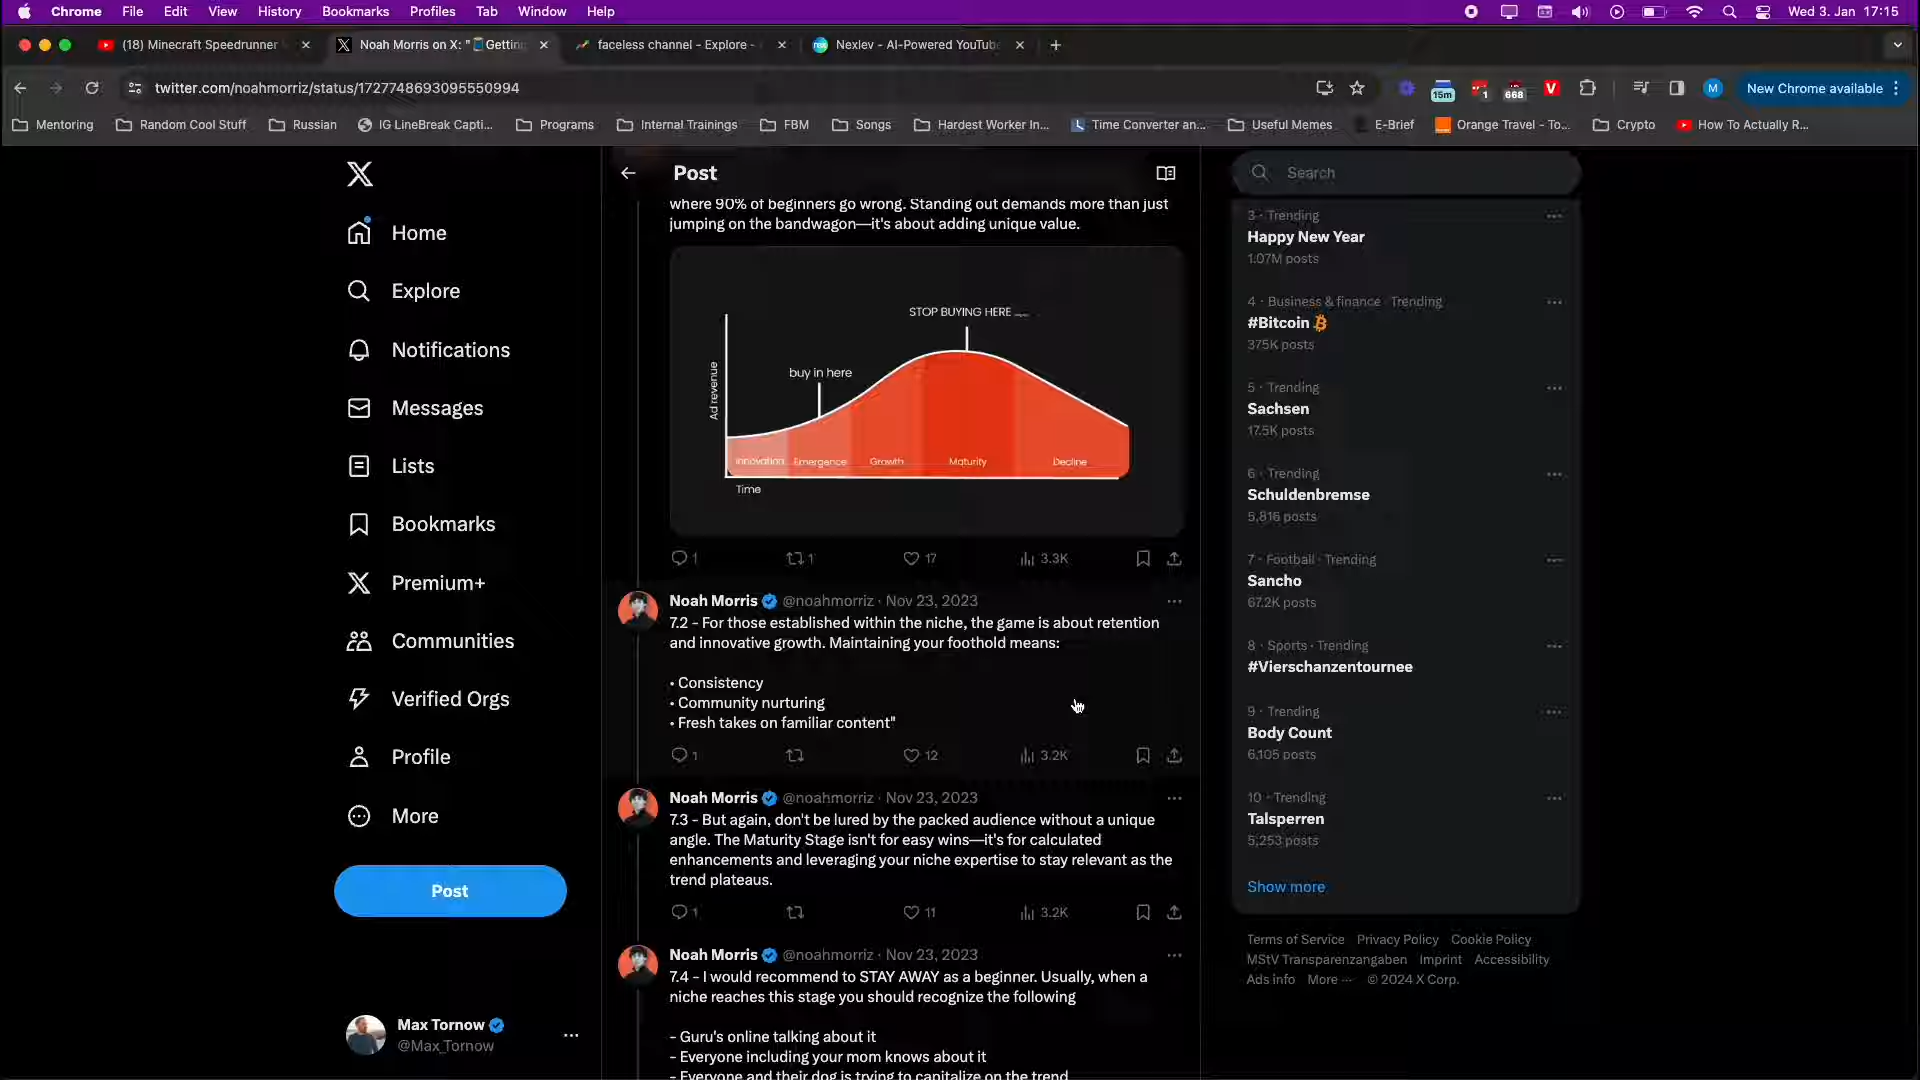 Chrome File Edit View History Bookmarks Profiles Tab Window Help
Wed 3. Jan 17:15
(18) Minecraft Speedrunner
Noah Morris on X: "Gettin
faceless channel - Explore -
Nexlev - AI-Powered YouTub
twitter.com/noahmorriz/status/1727748693095550994
15m
1
668
M
New Chrome available
Mentoring
Random Cool Stuff
Russian
IG LineBreak Capti...
Programs
Internal Trainings
FBM
Songs
Hardest Worker In...
Time Converter an...
Useful Memes
E-Brief
Orange Travel - To...
Crypto
How To Actually R...
Home
Explore
Notifications
Messages
Lists
Bookmarks
Premium+
Communities
Verified Orgs
Profile
More
Post
Max Tornow
@Max_Tornow
Post
where 90% of beginners go wrong. Standing out demands more than just
jumping on the bandwagon—it's about adding unique value.
STOP BUYING HERE
buy in here
Ad revenue
Innovation Emergence Growth Maturity Decline
Time
1 1 17 3.3K
Noah Morris @noahmorriz · Nov 23, 2023
7.2 - For those established within the niche, the game is about retention
and innovative growth. Maintaining your foothold means:
• Consistency
• Community nurturing
• Fresh takes on familiar content"
1 12 3.2K
Noah Morris @noahmorriz · Nov 23, 2023
7.3 - But again, don't be lured by the packed audience without a unique
angle. The Maturity Stage isn't for easy wins—it's for calculated
enhancements and leveraging your niche expertise to stay relevant as the
trend plateaus.
1 11 3.2K
Noah Morris @noahmorriz · Nov 23, 2023
7.4 - I would recommend to STAY AWAY as a beginner. Usually, when a
niche reaches this stage you should recognize the following
- Guru's online talking about it
- Everyone including your mom knows about it
- Everyone and their dog is trying to capitalize on the trend
Search
3 · Trending
Happy New Year
1.07M posts
4 · Business & finance · Trending
#Bitcoin
375K posts
5 · Trending
Sachsen
17.5K posts
6 · Trending
Schuldenbremse
5,816 posts
7 · Football · Trending
Sancho
67.2K posts
8 · Sports · Trending
#Vierschanzentournee
9 · Trending
Body Count
6,105 posts
10 · Trending
Talsperren
5,253 posts
Show more
Terms of Service Privacy Policy Cookie Policy
MStV Transparenzangaben Imprint Accessibility
Ads info More ··· © 2024 X Corp.